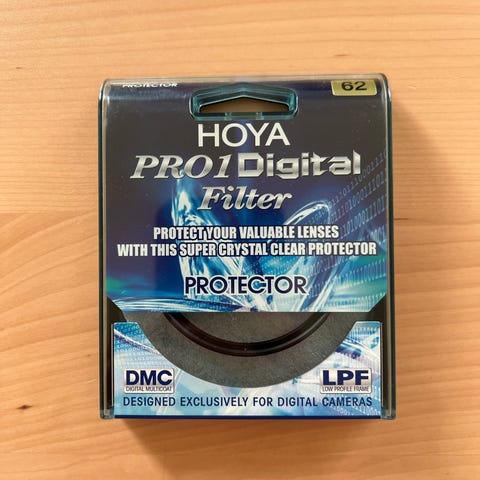 PROTECTOR
62
HOYA
PRO1 Digital
Filter
PROTECT YOUR VALUABLE LENSES
WITH THIS SUPER CRYSTAL CLEAR PROTECTOR
PROTECTOR
DMC
DIGITAL MULTICOAT
LPF
LOW PROFILE FRAME
DESIGNED EXCLUSIVELY FOR DIGITAL CAMERAS